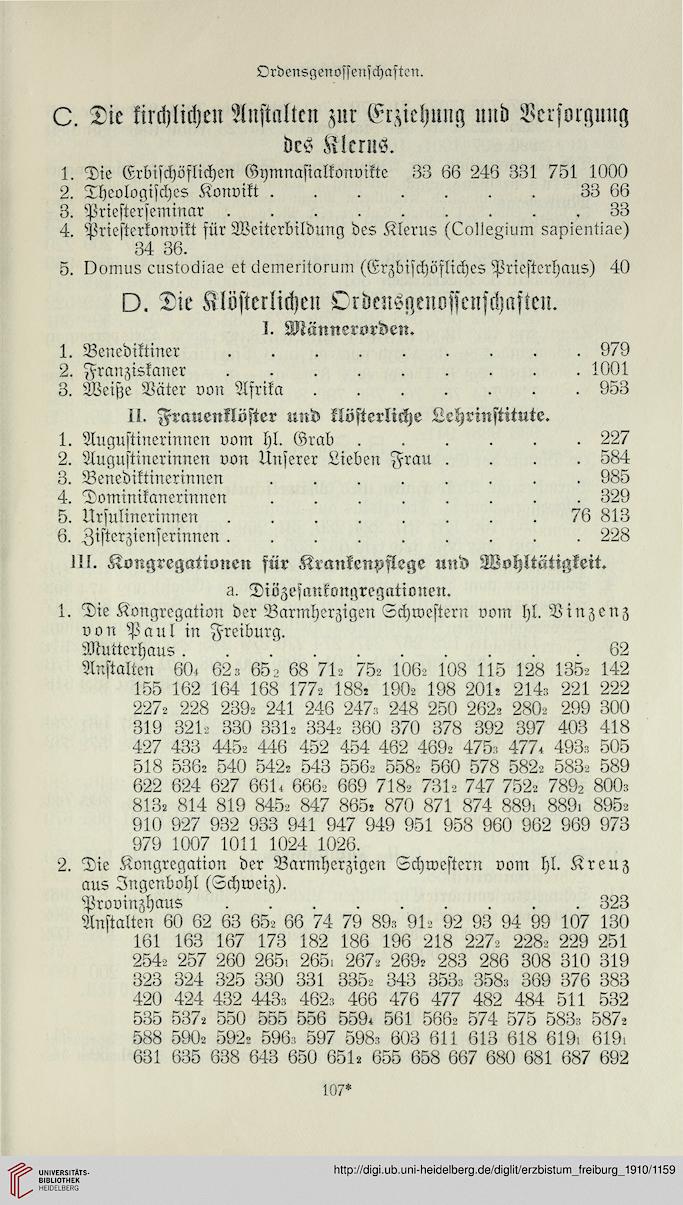 Ordensgenossenschaften.
C. Die kirchlichen Anstalten zur Erziehung und Versorgung
des Klerus.
1. Die Erbischöflichen Gymnasialkonvikte 33 66 246 331 751 1000
2. Theologisches Konvikt . . . . . . . 33 66
3. Priesterseminar . . . . . . . . . 33
4. Priesterkonvikt für Weiterbildung des Klerus (Collegium sapientiae)
34 36.
5. Domus custodiae et demeritorum (Erzbischöfliches Priesterhaus) 40
D. Die Klösterlichen Ordensgenossenschaften.
I. Männerorden.
1. Benediktiner . . . . . . . . . 979
2. Franziskaner . . . . . . . . . 1001
3. Weiße Väter von Afrika . . . . . . . 953
II. Frauenklöster und klösterliche Lehrinstitute.
1. Augustinerinnen vom hl. Grab . . . . . . 227
2. Augustinerinnen von Unserer Lieben Frau . . . . 584
3. Benediktinerinnen . . . . . . . . 985
4. Dominikanerinnen . . . . . . . . 329
5. Ursulinerinnen . . . . . . . . 76 813
6. Zisterzienserinnen . . . . . . . . . 228
III. Kongregationen für Krankenpflege und Wohltätigkeit.
a. Diözesankongregationen.
1. Die Kongregation der Barmherzigen Schwestern vom hl. Vinzenz
von Paul in Freiburg.
Mutterhaus . . . . . . . . . . 62
Anstalten 60₄ 62₃ 65₂ 68 71₂ 75₂ 106₂ 108 115 128 135₂ 142
155 162 164 168 177₂ 188₂ 190₂ 198 201₂ 214₃ 221 222
227₂ 228 239₂ 241 246 247₃ 248 250 262₂ 280₂ 299 300
319 321₂ 330 331₂ 334₂ 360 370 378 392 397 403 418
427 433 445₂ 446 452 454 462 469₂ 475₃ 477₄ 493₃ 505
518 536₂ 540 542₂ 543 556₂ 558₂ 560 578 582₂ 583₂ 589
622 624 627 661₄ 666₂ 669 718₂ 731₂ 747 752₂ 789₂ 800₃
813₂ 814 819 845₂ 847 865₂ 870 871 874 889₁ 889₁ 895₂
910 927 932 933 941 947 949 951 958 960 962 969 973
979 1007 1011 1024 1026.
2. Die Kongregation der Barmherzigen Schwestern vom hl. Kreuz
aus Ingenbohl (Schweiz).
Provinzhaus . . . . . . . . . 323
Anstalten 60 62 63 65₂ 66 74 79 89₃ 91₂ 92 93 94 99 107 130
161 163 167 173 182 186 196 218 227₂ 228₂ 229 251
254₂ 257 260 265₁ 265₁ 267₂ 269₂ 283 286 308 310 319
323 324 325 330 331 335₂ 343 353₃ 358₃ 369 376 383
420 424 432 443₃ 462₃ 466 476 477 482 484 511 532
535 537₂ 550 555 556 559₄ 561 566₂ 574 575 583₃ 587₂
588 590₂ 592₂ 596₃ 597 598₃ 603 611 613 618 619₁ 619₁
631 635 638 643 650 651₂ 655 658 667 680 681 687 692
107*
UNIVERSITÄTS-
BIBLIOTHEK
HEIDELBERG
http://digi.ub.uni-heidelberg.de/diglit/erzbistum_freiburg_1910/1159